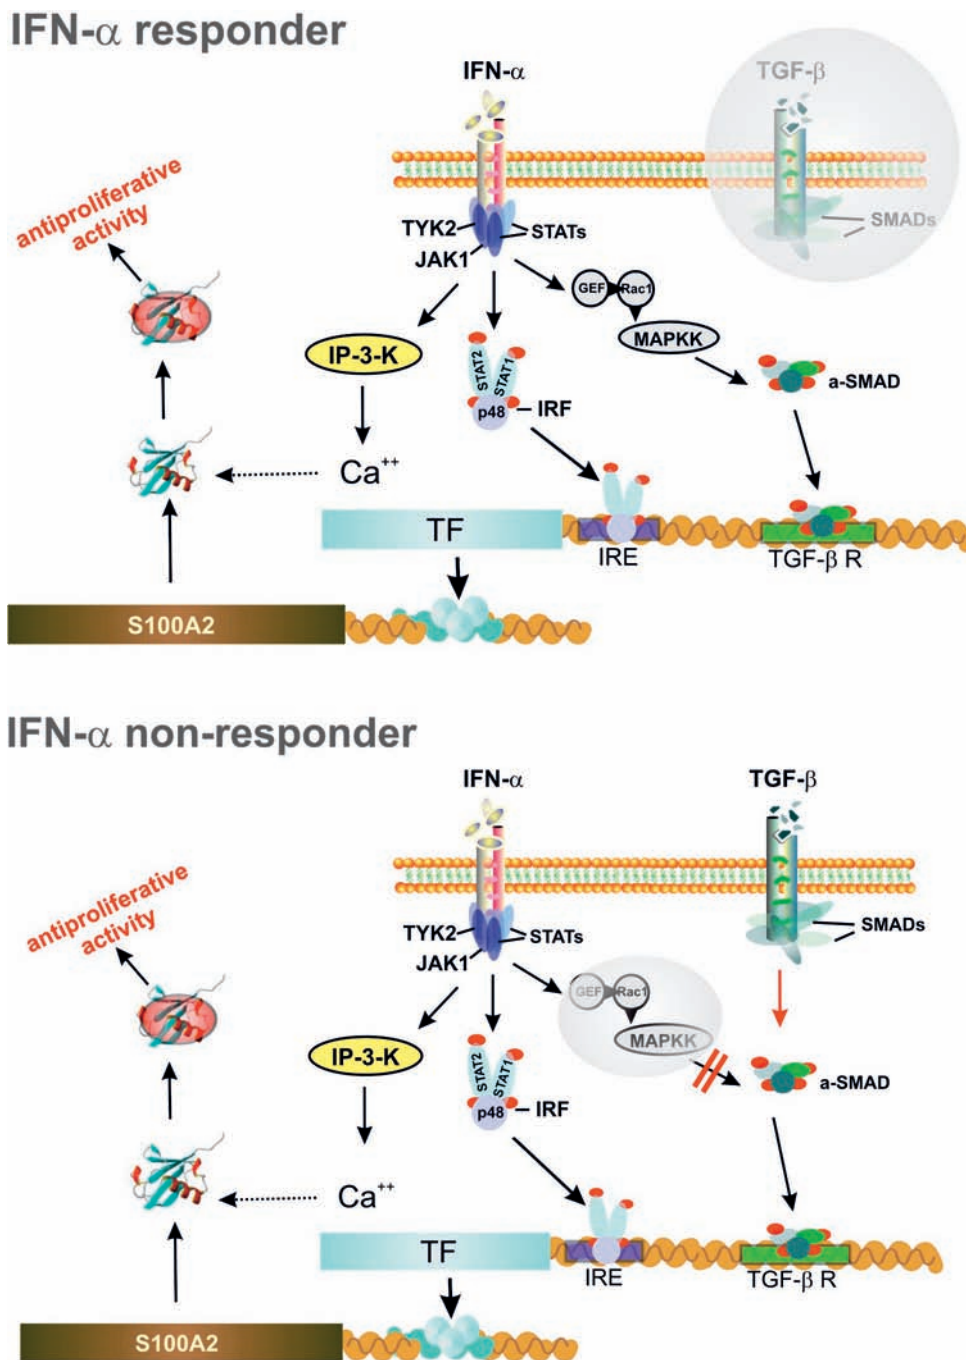 IFN-α responder
IFN-α
TGF-β
antiproliferative
activity
TYK2
STATs
SMADs
JAK1
GEF
Rac1
MAPKK
IP-3-K
STAT2
STAT1
a-SMAD
p48
IRF
Ca++
TF
IRE
TGF-β R
S100A2
IFN-α non-responder
IFN-α
TGF-β
antiproliferative
activity
TYK2
STATs
SMADs
JAK1
GEF
Rac1
MAPKK
IP-3-K
STAT2
STAT1
a-SMAD
p48
IRF
Ca++
TF
IRE
TGF-β R
S100A2